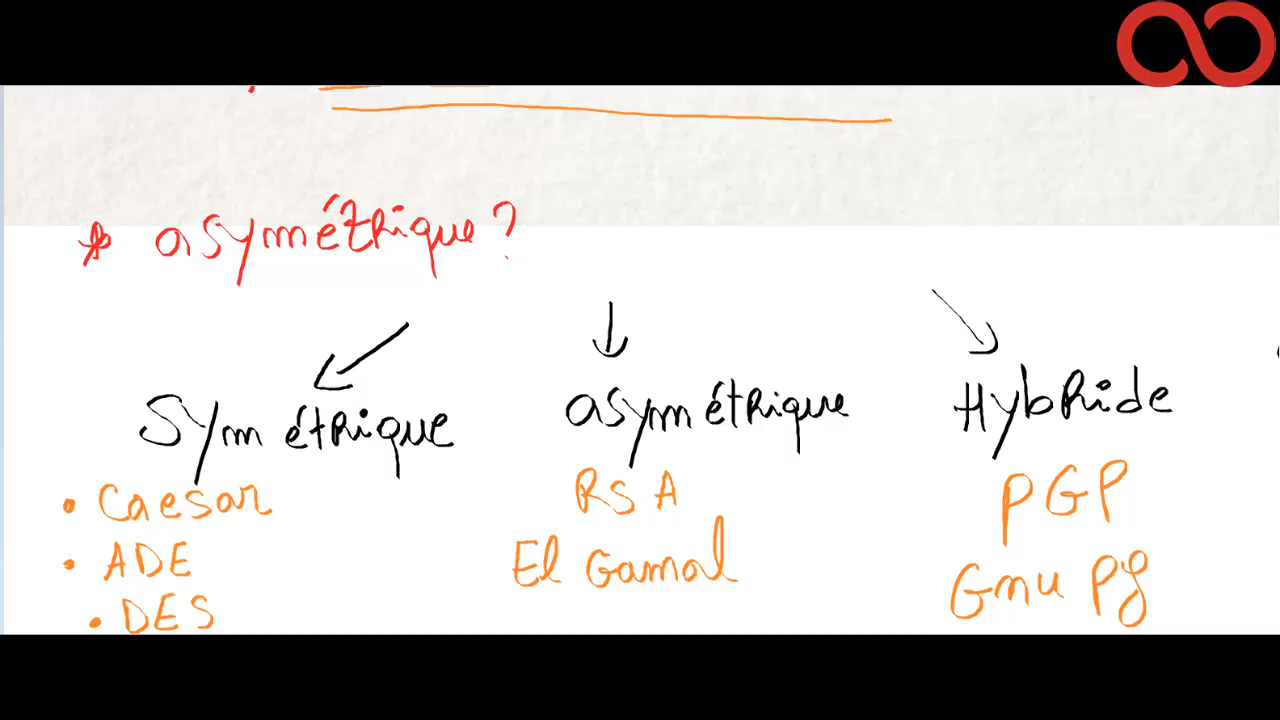 * asymétrique ?
Symétrique asymétrique Hybride
• Caesar RSA PGP
• ADE El Gamal Gnu Pg
• DES